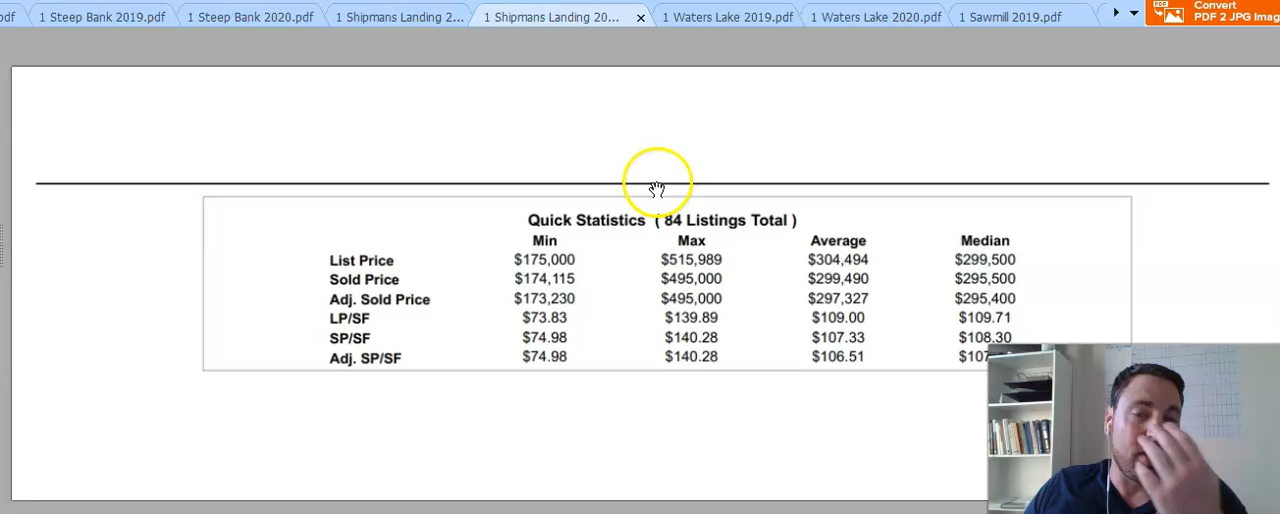 pdf
1 Steep Bank 2019.pdf
1 Steep Bank 2020.pdf
1 Shipmans Landing 2...
1 Shipmans Landing 20...
1 Waters Lake 2019.pdf
1 Waters Lake 2020.pdf
1 Sawmill 2019.pdf
PDF
Convert
PDF 2 JPG Imag
Quick Statistics ( 84 Listings Total )
Min Max Average Median
List Price $175,000 $515,989 $304,494 $299,500
Sold Price $174,115 $495,000 $299,490 $295,500
Adj. Sold Price $173,230 $495,000 $297,327 $295,400
LP/SF $73.83 $139.89 $109.00 $109.71
SP/SF $74.98 $140.28 $107.33 $108.30
Adj. SP/SF $74.98 $140.28 $106.51 $107